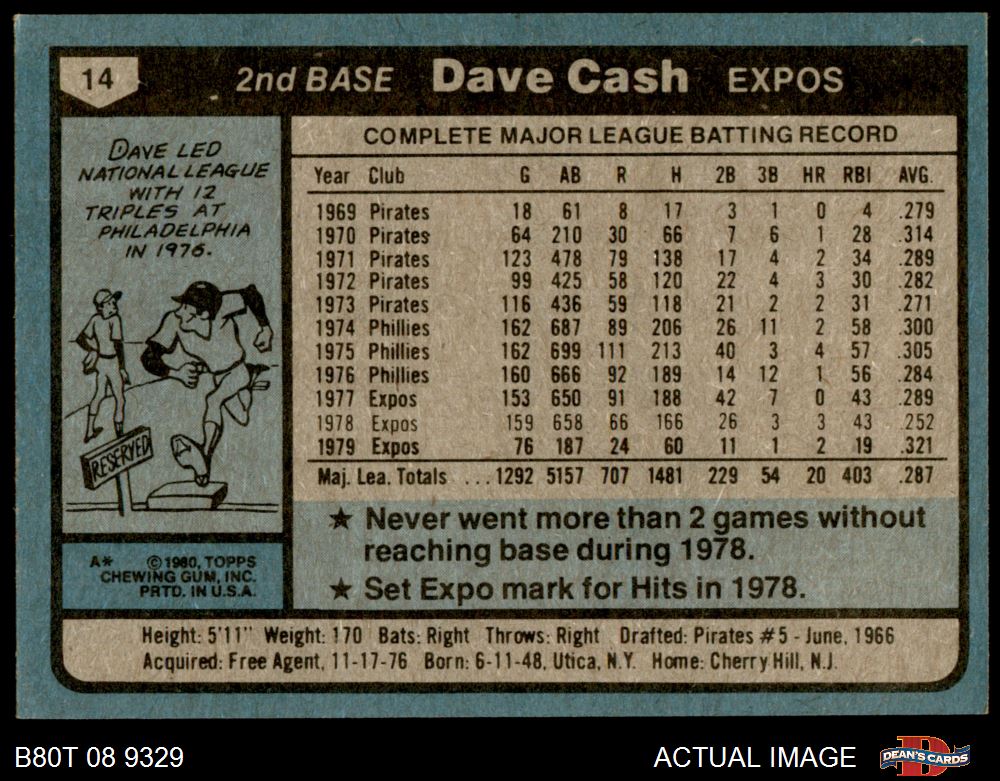 14 2nd BASE Dave Cash EXPOS
DAVE LED
NATIONAL LEAGUE
WITH 12
TRIPLES AT
PHILADELPHIA
IN 1976.
RESERVED
A* ©1980, TOPPS
CHEWING GUM, INC.
PRTD. IN U.S.A.
COMPLETE MAJOR LEAGUE BATTING RECORD
Year Club G AB R H 2B 3B HR RBI AVG.
1969 Pirates 18 61 8 17 3 1 0 4 .279
1970 Pirates 64 210 30 66 7 6 1 28 .314
1971 Pirates 123 478 79 138 17 4 2 34 .289
1972 Pirates 99 425 58 120 22 4 3 30 .282
1973 Pirates 116 436 59 118 21 2 2 31 .271
1974 Phillies 162 687 89 206 26 11 2 58 .300
1975 Phillies 162 699 111 213 40 3 4 57 .305
1976 Phillies 160 666 92 189 14 12 1 56 .284
1977 Expos 153 650 91 188 42 7 0 43 .289
1978 Expos 159 658 66 166 26 3 3 43 .252
1979 Expos 76 187 24 60 11 1 2 19 .321
Maj. Lea. Totals ...1292 5157 707 1481 229 54 20 403 .287
★ Never went more than 2 games without
reaching base during 1978.
★ Set Expo mark for Hits in 1978.
Height: 5'11" Weight: 170 Bats: Right Throws: Right Drafted: Pirates #5 - June, 1966
Acquired: Free Agent, 11-17-76 Born: 6-11-48, Utica, N.Y. Home: Cherry Hill, N.J.
B80T 08 9329 ACTUAL IMAGE DEAN'S CARDS